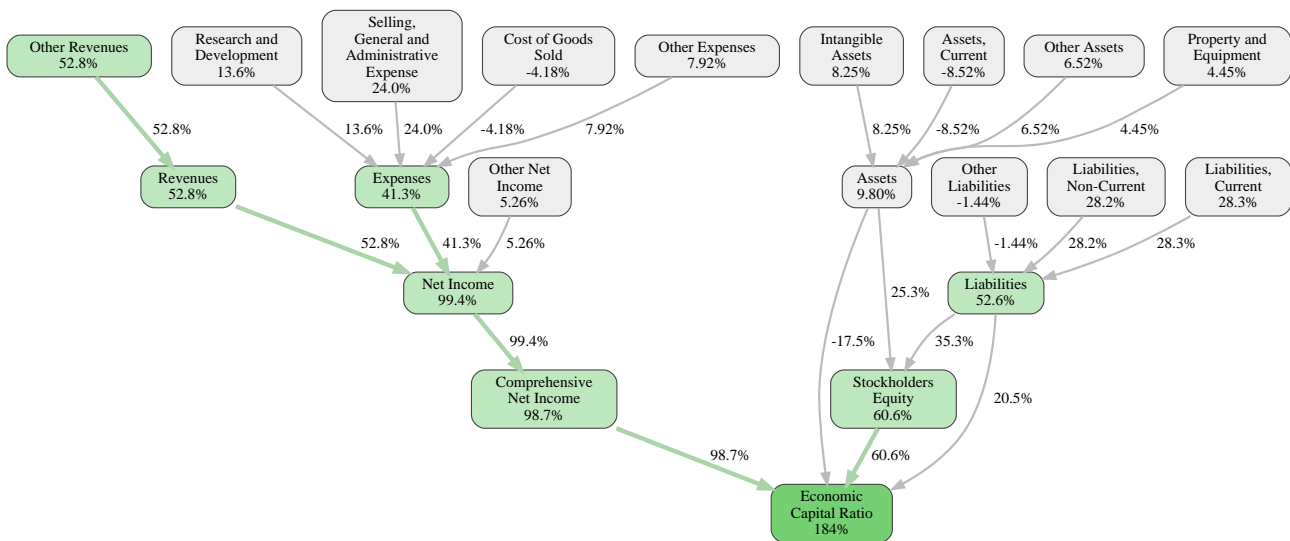 Other Revenues
52.8%
Research and
Development
13.6%
Selling,
General and
Administrative
Expense
24.0%
Cost of Goods
Sold
-4.18%
Other Expenses
7.92%
Intangible
Assets
8.25%
Assets,
Current
-8.52%
Other Assets
6.52%
Property and
Equipment
4.45%
52.8%
13.6%
24.0%
-4.18%
7.92%
8.25%
-8.52%
6.52%
4.45%
Revenues
52.8%
Expenses
41.3%
Other Net
Income
5.26%
Assets
9.80%
Other
Liabilities
-1.44%
Liabilities,
Non-Current
28.2%
Liabilities,
Current
28.3%
52.8%
41.3%
5.26%
-1.44%
28.2%
28.3%
Net Income
99.4%
25.3%
Liabilities
52.6%
99.4%
-17.5%
35.3%
Comprehensive
Net Income
98.7%
Stockholders
Equity
60.6%
20.5%
98.7%
60.6%
Economic
Capital Ratio
184%